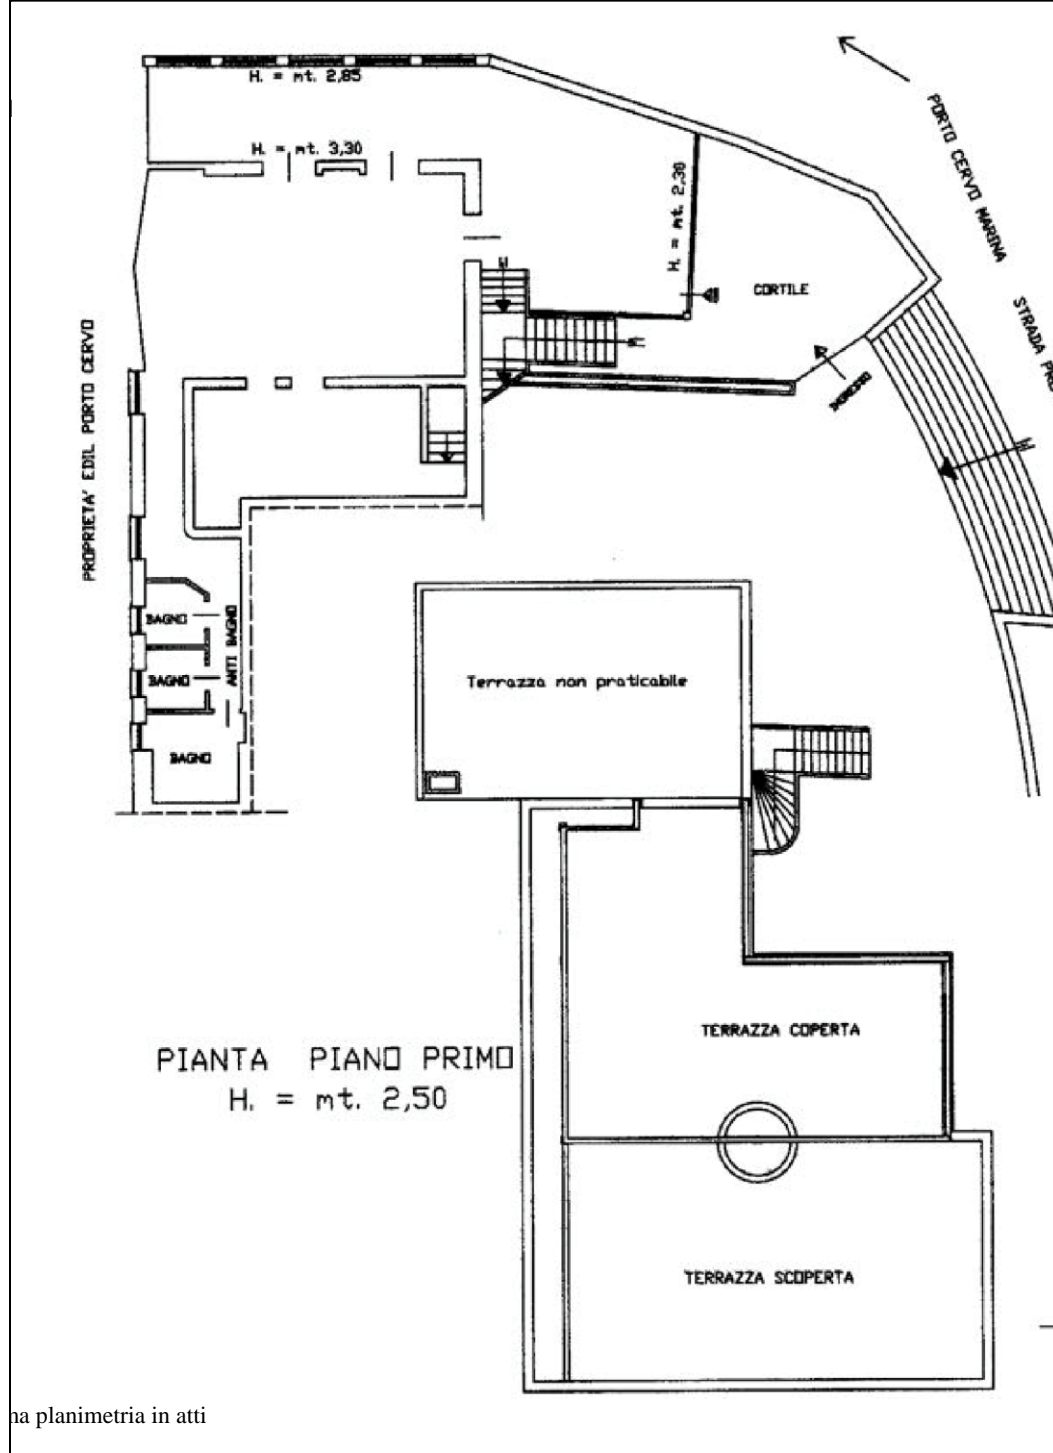 H. = mt. 2,85
H. = mt. 3,30
H. = mt. 2,30
PORTO CERVO MARINA
STRADA
CORTILE
INGRESSO
PROPRIETA' EDIL PORTO CERVO
BAGNO
ANTI BAGNO
BAGNO
BAGNO
Terrazza non praticabile
TERRAZZA COPERTA
PIANTA PIANO PRIMO
H. = mt. 2,50
TERRAZZA SCOPERTA
na planimetria in atti